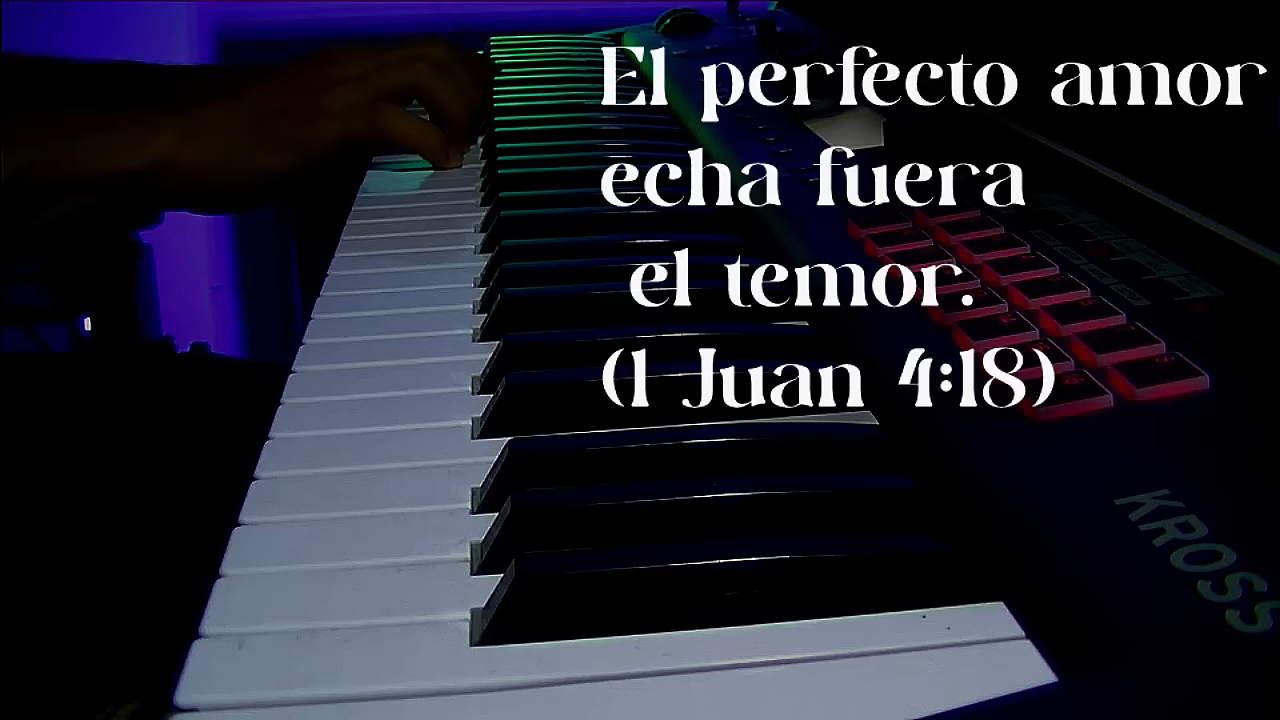 El perfecto amor
echa fuera
el temor.
(1 Juan 4:18)
KROSS